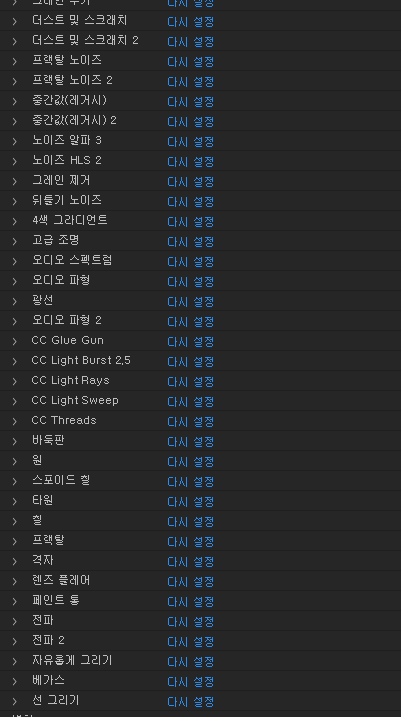 그레인 추가 다시 설정
더스트 및 스크래치 다시 설정
더스트 및 스크래치 2 다시 설정
프랙탈 노이즈 다시 설정
프랙탈 노이즈 2 다시 설정
중간값(레거시) 다시 설정
중간값(레거시) 2 다시 설정
노이즈 알파 3 다시 설정
노이즈 HLS 2 다시 설정
그레인 제거 다시 설정
뒤틀기 노이즈 다시 설정
4색 그라디언트 다시 설정
고급 조명 다시 설정
오디오 스펙트럼 다시 설정
오디오 파형 다시 설정
광선 다시 설정
오디오 파형 2 다시 설정
CC Glue Gun 다시 설정
CC Light Burst 2.5 다시 설정
CC Light Rays 다시 설정
CC Light Sweep 다시 설정
CC Threads 다시 설정
바둑판 다시 설정
원 다시 설정
스포이드 칠 다시 설정
타원 다시 설정
칠 다시 설정
프랙탈 다시 설정
격자 다시 설정
렌즈 플레어 다시 설정
페인트 통 다시 설정
전파 다시 설정
전파 2 다시 설정
자유롭게 그리기 다시 설정
베가스 다시 설정
선 그리기 다시 설정